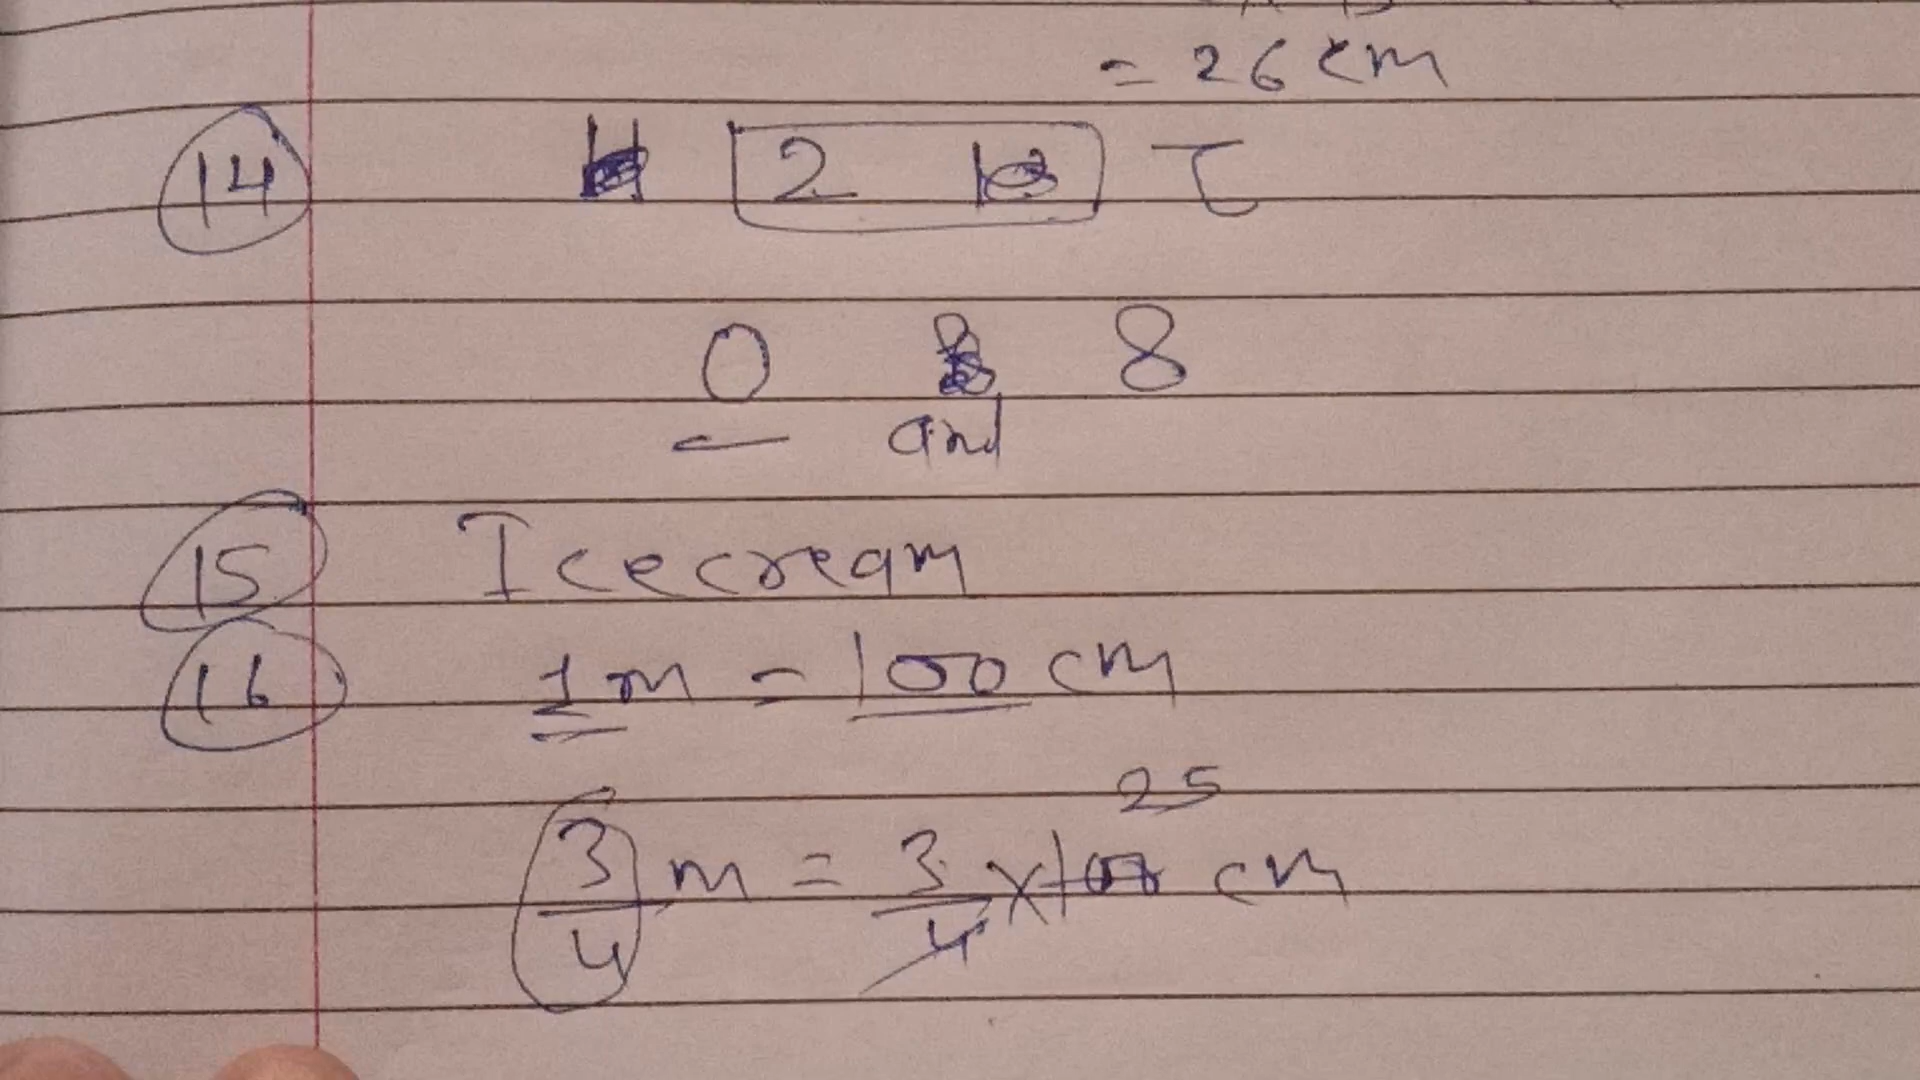 = 26 cm
14 2 τ
0 8
and
15 Icecream
16 1m = 100 cm
25
3/4 m = 3/4 x 100 cm